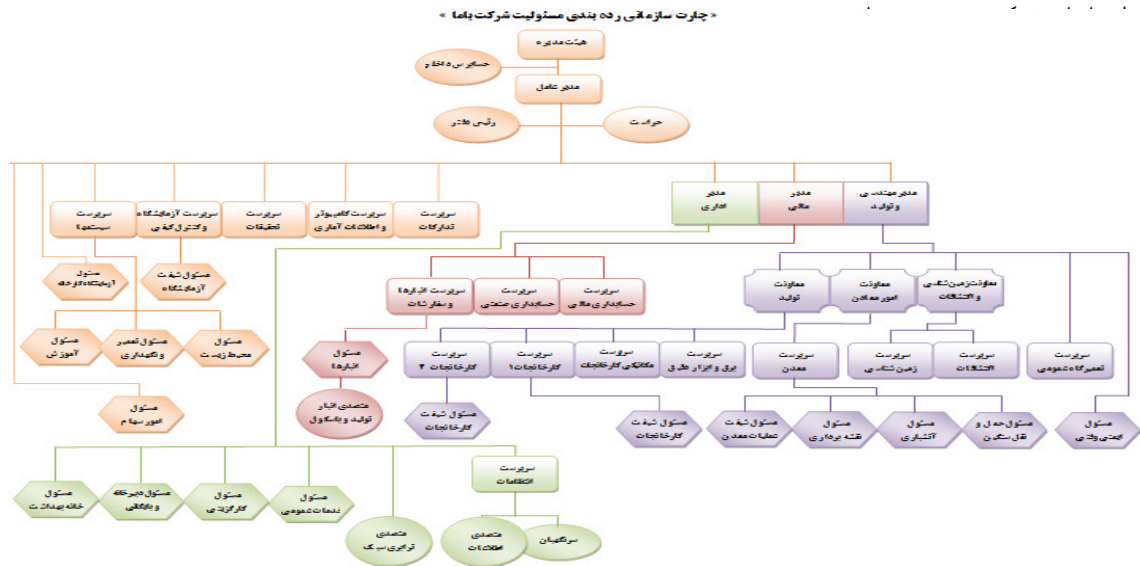 « چارت سازمانی رده بندی مسئولیت شرکت باما »
هیئت مدیره
حسابرس داخلی
مدیر عامل
رئیس دفتر
حراست
مدیر
اداری
مدیر
مالی
مدیر مهندسی
و تولید
سرپرست
سیستمها
سرپرست آزمایشگاه
و کنترل کیفی
سرپرست
تحقیقات
سرپرست کامپیوتر
و اطلاعات آماری
سرپرست
تدارکات
مسئول
آزمایشگاه کارخانه
مسئول شیفت
آزمایشگاه
سرپرست انبارها
و سفارشات
سرپرست
حسابداری صنعتی
سرپرست
حسابداری مالی
معاونت
تولید
معاونت
امور معادن
معاونت زمین شناسی
و اکتشافات
مسئول
آموزش
مسئول تعمیر
و نگهداری
مسئول
محیط زیست
مسئول
انبارها
سرپرست
کارخانجات ۲
سرپرست
کارخانجات ۱
سرپرست
مکانیکی کارخانجات
سرپرست
برق و ابزار دقیق
سرپرست
معدن
سرپرست
زمین شناسی
سرپرست
اکتشافات
سرپرست
تعمیرگاه عمومی
مسئول
امور سهام
متصدی انبار
تولید و باسکول
مسئول شیفت
کارخانجات
مسئول شیفت
کارخانجات
مسئول شیفت
عملیات معدن
مسئول
نقشه برداری
مسئول
آتشباری
مسئول حمل و
نقل سنگین
مسئول
ایمنی وفنی
مسئول
خانه بهداشت
مسئول دبیرخانه
و بایگانی
مسئول
کارگزینی
مسئول
خدمات عمومی
سرپرست
انتظامات
متصدی
ترابری سبک
متصدی
اطلاعات
سرنگهبان